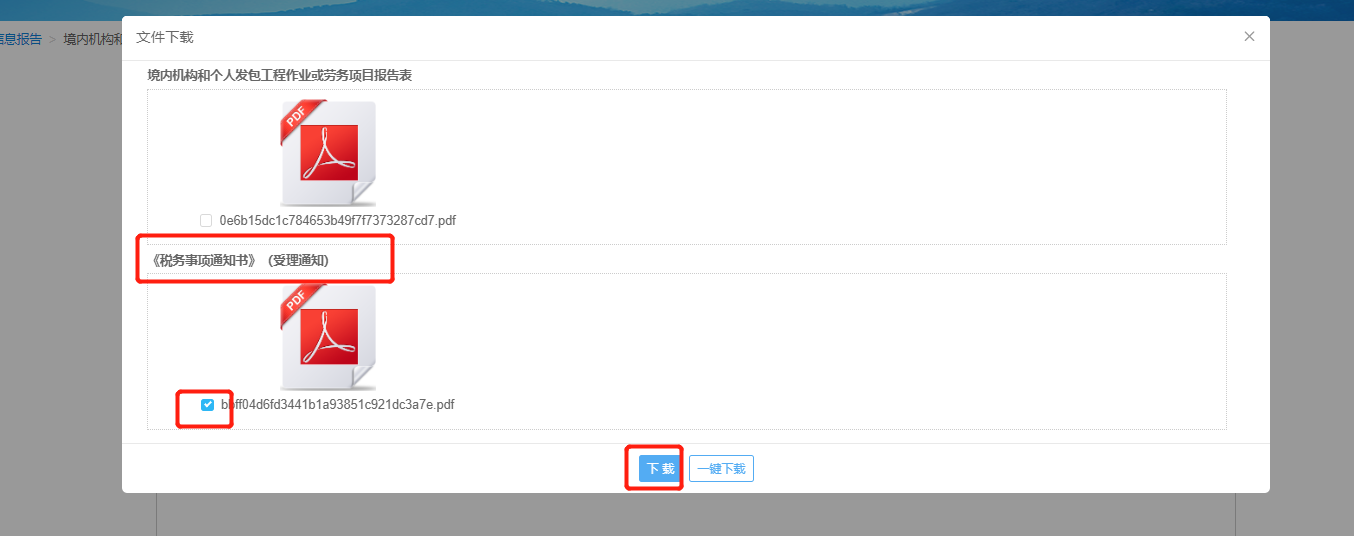 信息报告 > 境内机构和
文件下载
境内机构和个人发包工程作业或劳务项目报告表
PDF
0e6b15dc1c784653b49f7f7373287cd7.pdf
《税务事项通知书》（受理通知）
PDF
bbff04d6fd3441b1a93851c921dc3a7e.pdf
下 载
一键下载